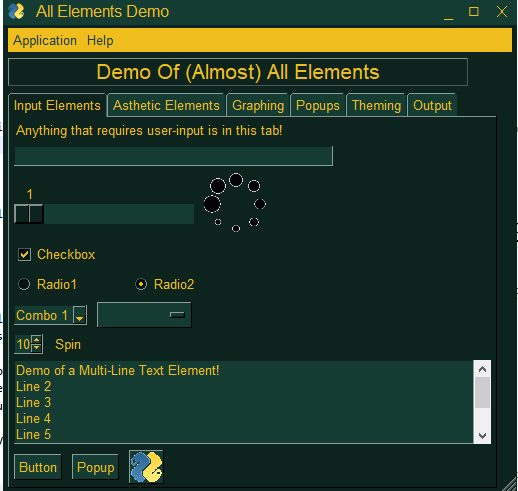 All Elements Demo
Application Help
Demo Of (Almost) All Elements
Input Elements Asthetic Elements Graphing Popups Theming Output
Anything that requires user-input is in this tab!
1
Checkbox
Radio1 Radio2
Combo 1
10 Spin
Demo of a Multi-Line Text Element!
Line 2
Line 3
Line 4
Line 5
Button Popup